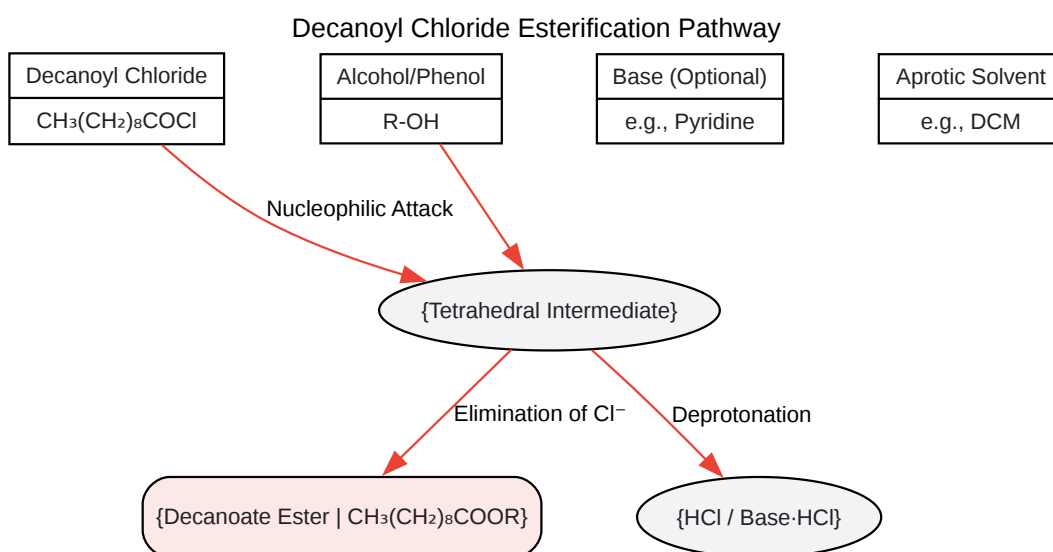 Decanoyl Chloride Esterification Pathway
Decanoyl Chloride
CH₃(CH₂)₈COCl
Alcohol/Phenol
R-OH
Base (Optional)
e.g., Pyridine
Aprotic Solvent
e.g., DCM
Nucleophilic Attack
{Tetrahedral Intermediate}
Elimination of Cl⁻
Deprotonation
{Decanoate Ester | CH₃(CH₂)₈COOR}
{HCl / Base·HCl}